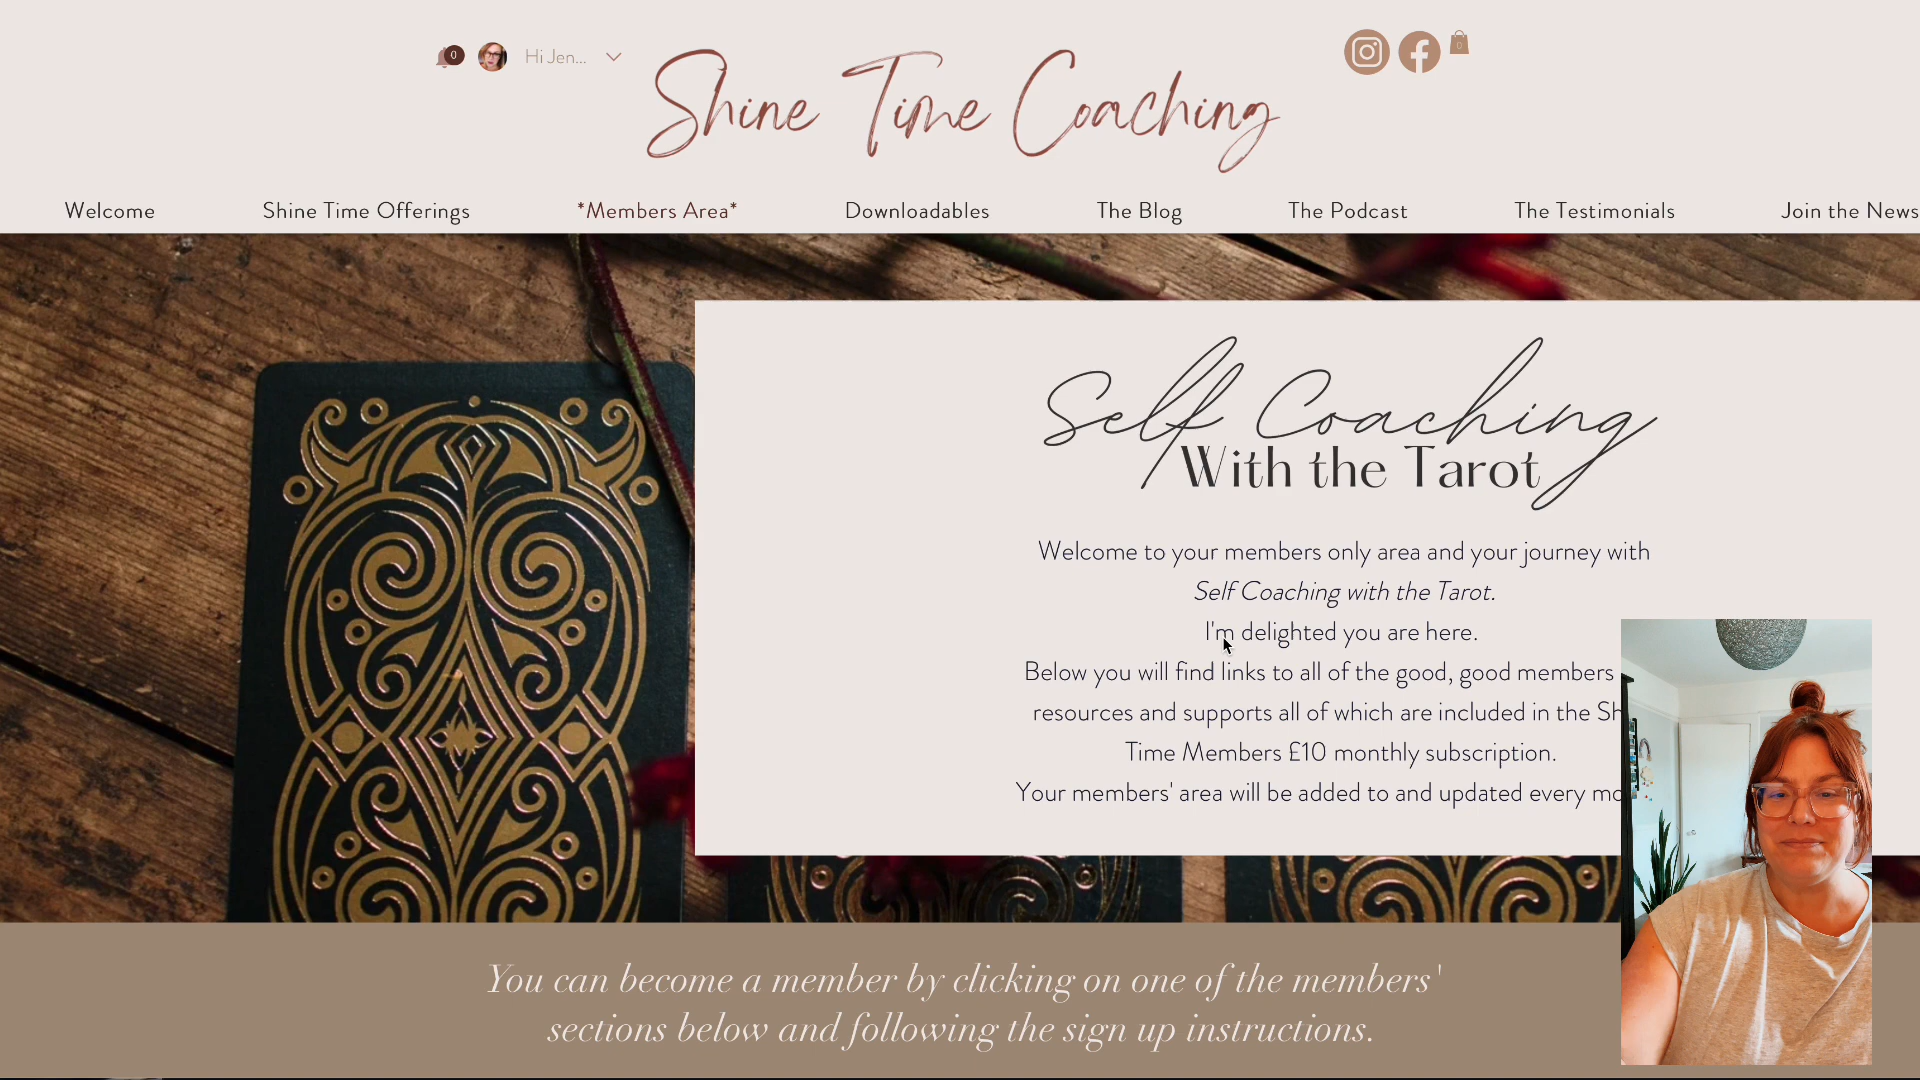 0
Hi Jen...
Shine Time Coaching
0
Welcome
Shine Time Offerings
*Members Area*
Downloadables
The Blog
The Podcast
The Testimonials
Join the News
Self Coaching
With the Tarot
Welcome to your members only area and your journey with
Self Coaching with the Tarot.
I'm delighted you are here.
Below you will find links to all of the good, good members
resources and supports all of which are included in the Sh
Time Members £10 monthly subscription.
Your members' area will be added to and updated every mo
You can become a member by clicking on one of the members'
sections below and following the sign up instructions.